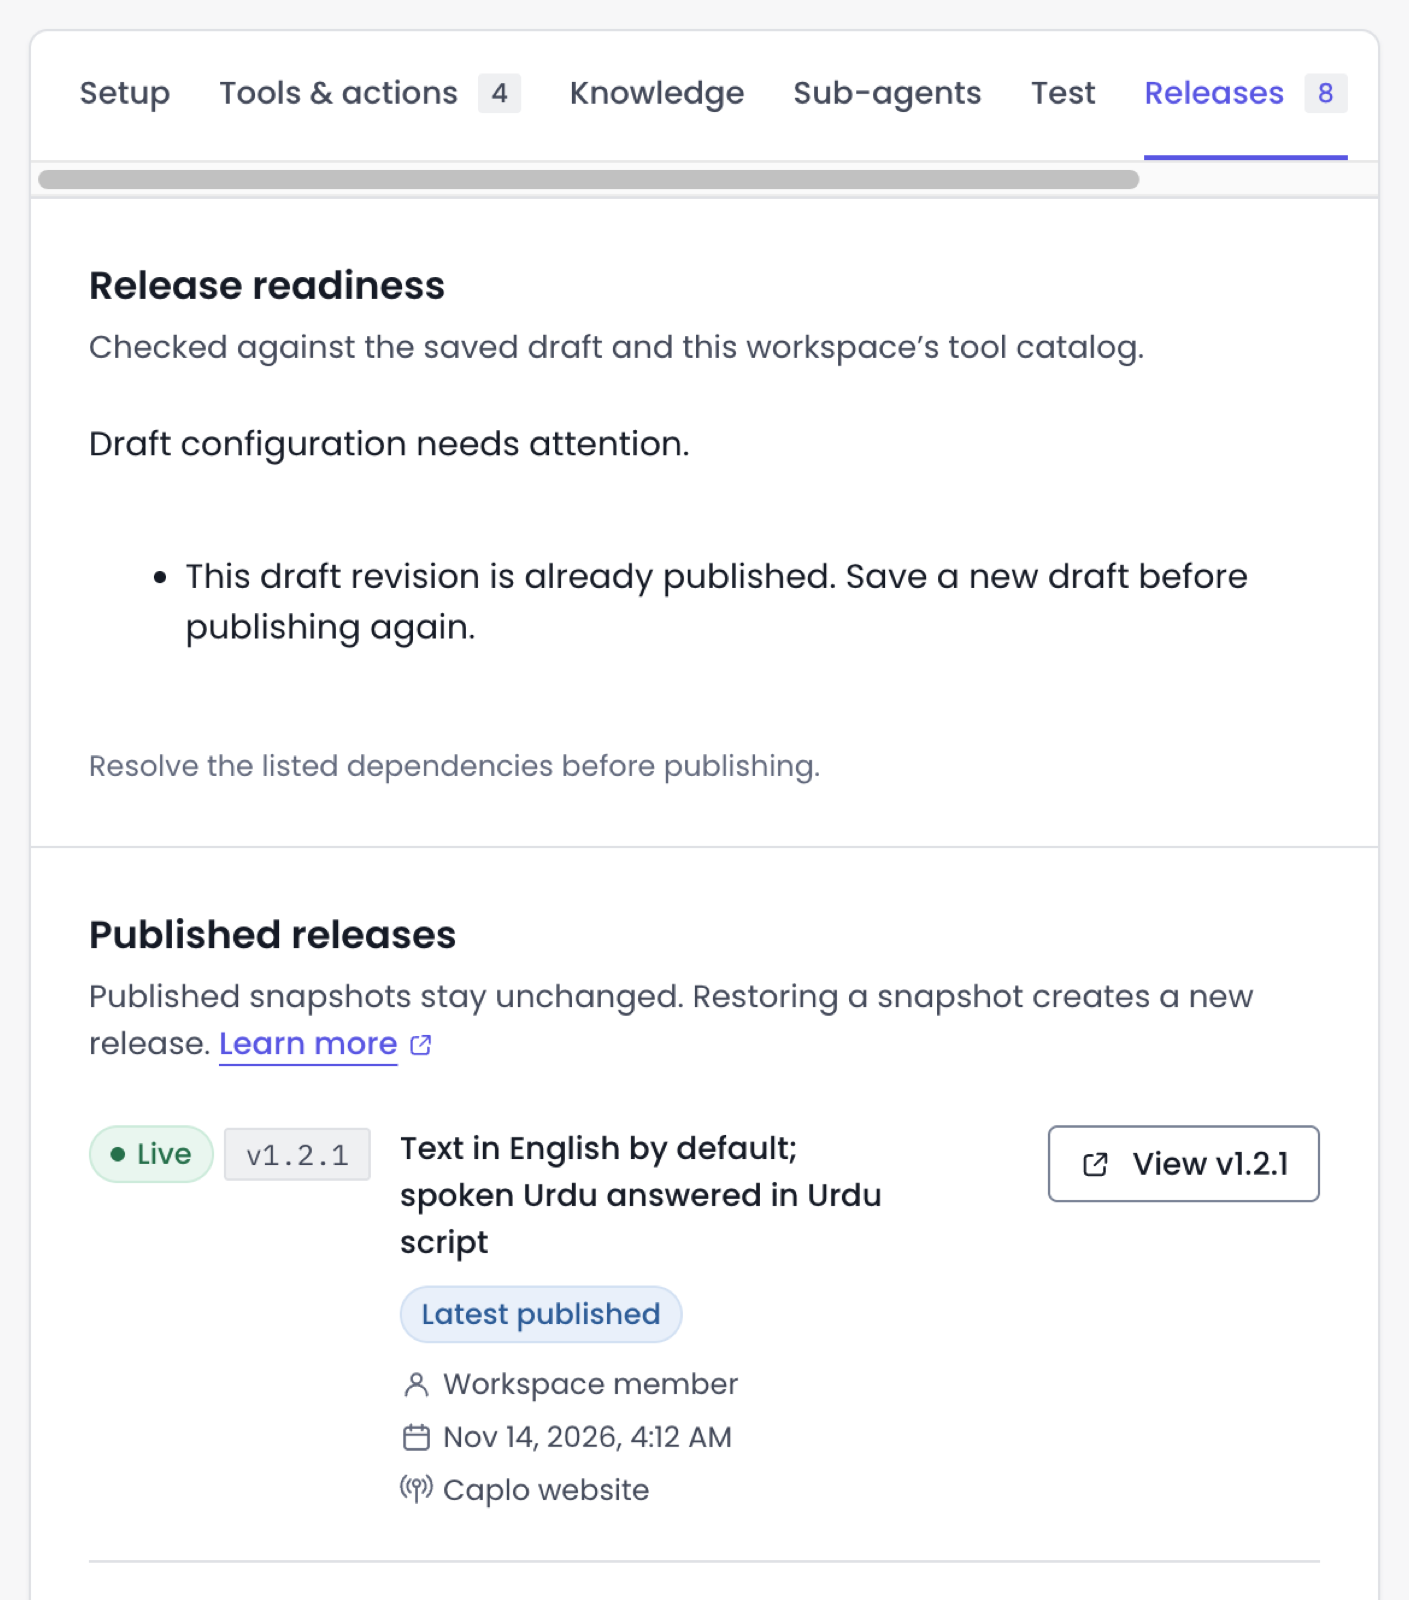 Setup Tools & actions 4 Knowledge Sub-agents Test Releases 8
Release readiness
Checked against the saved draft and this workspace’s tool catalog.
Draft configuration needs attention.
• This draft revision is already published. Save a new draft before
publishing again.
Resolve the listed dependencies before publishing.
Published releases
Published snapshots stay unchanged. Restoring a snapshot creates a new
release. Learn more
Live v1.2.1 Text in English by default; View v1.2.1
spoken Urdu answered in Urdu
script
Latest published
Workspace member
Nov 14, 2026, 4:12 AM
Caplo website